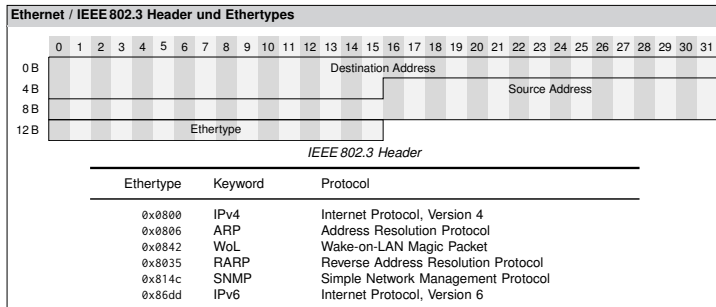 Ethernet / IEEE 802.3 Header und Ethertypes
0 1 2 3 4 5 6 7 8 9 10 11 12 13 14 15 16 17 18 19 20 21 22 23 24 25 26 27 28 29 30 31
0 B Destination Address
4 B Source Address
8 B
12 B Ethertype
IEEE 802.3 Header
Ethertype Keyword Protocol
0x0800 IPv4 Internet Protocol, Version 4
0x0806 ARP Address Resolution Protocol
0x0842 WoL Wake-on-LAN Magic Packet
0x8035 RARP Reverse Address Resolution Protocol
0x814c SNMP Simple Network Management Protocol
0x86dd IPv6 Internet Protocol, Version 6